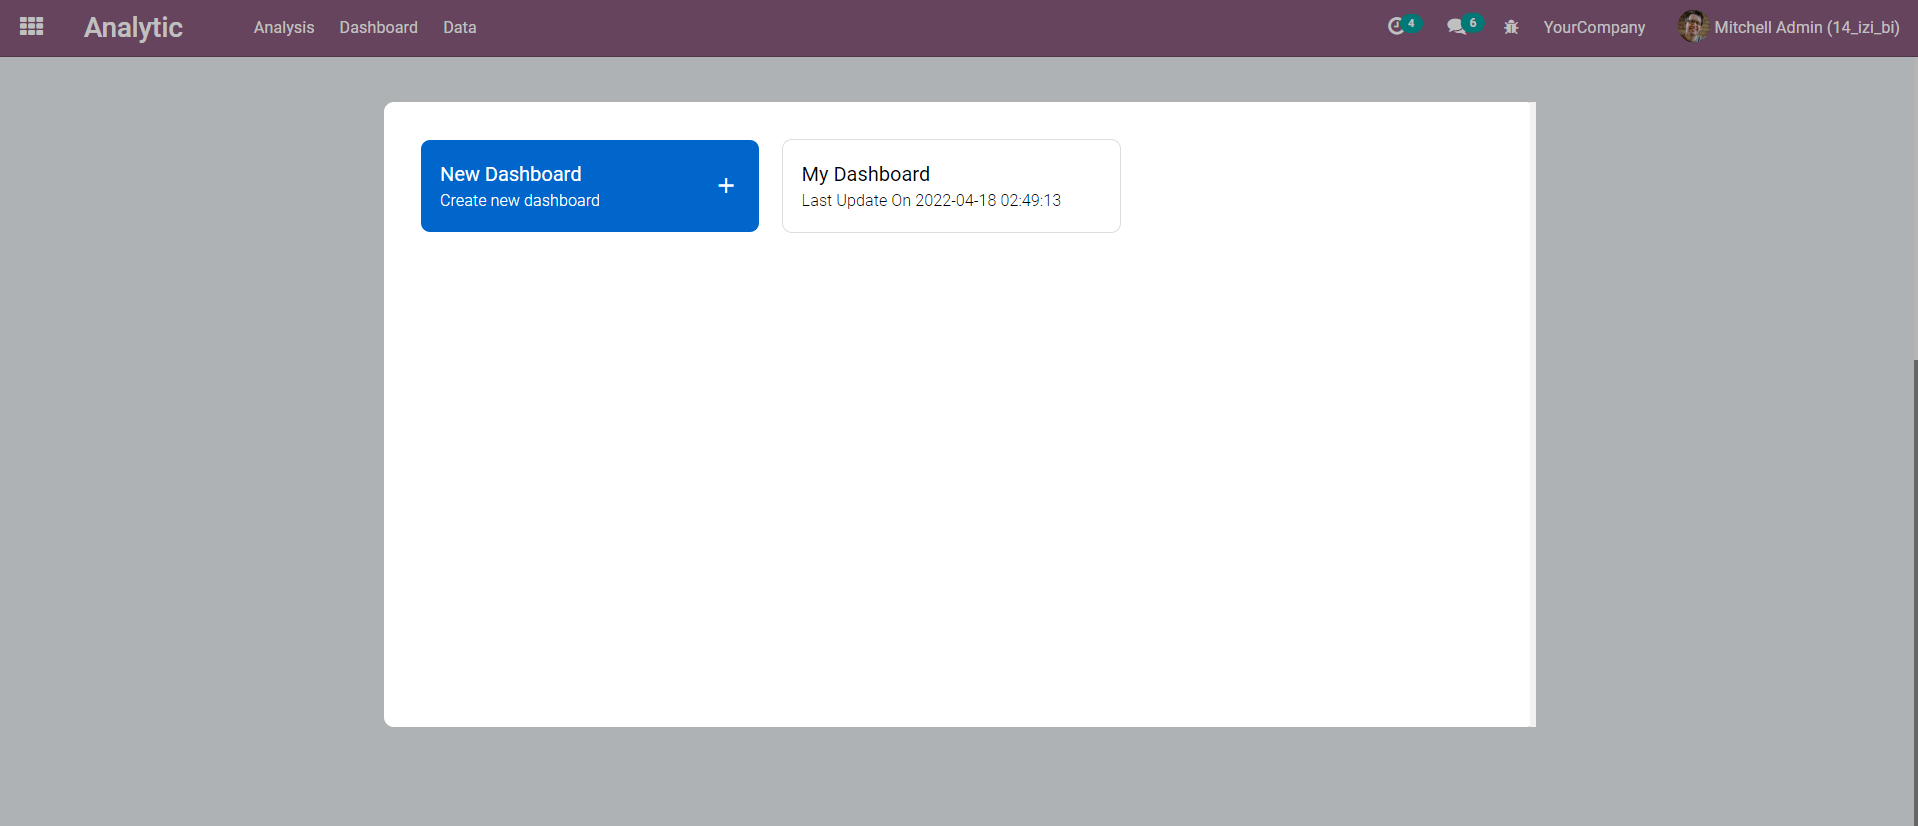 Analytic Analysis Dashboard Data 4 6 YourCompany Mitchell Admin (14_izi_bi)
New Dashboard
Create new dashboard
+
My Dashboard
Last Update On 2022-04-18 02:49:13